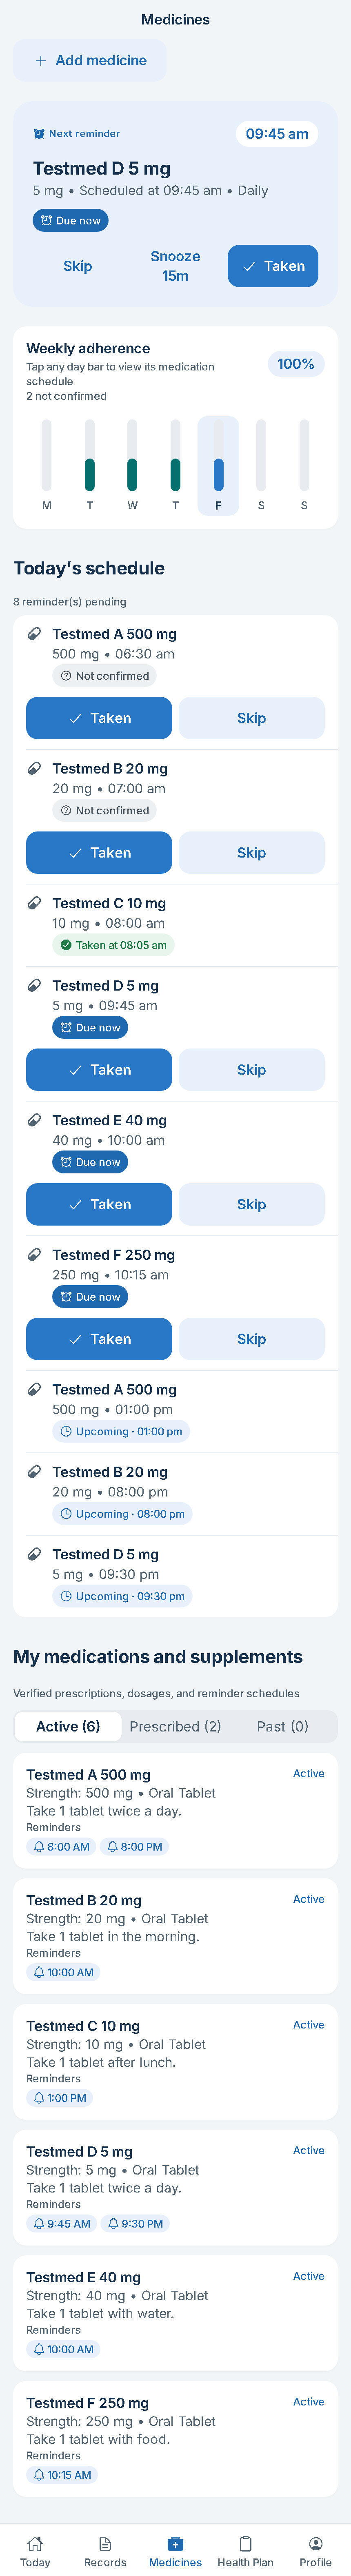 Medicines
Add medicine
Next reminder
09:45 am
Testmed D 5 mg
5 mg • Scheduled at 09:45 am • Daily
Due now
Skip
Snooze
15m
Taken
Weekly adherence
Tap any day bar to view its medication
schedule
2 not confirmed
100%
M T W T F S S
Today's schedule
8 reminder(s) pending
Testmed A 500 mg
500 mg • 06:30 am
Not confirmed
Taken Skip
Testmed B 20 mg
20 mg • 07:00 am
Not confirmed
Taken Skip
Testmed C 10 mg
10 mg • 08:00 am
Taken at 08:05 am
Testmed D 5 mg
5 mg • 09:45 am
Due now
Taken Skip
Testmed E 40 mg
40 mg • 10:00 am
Due now
Taken Skip
Testmed F 250 mg
250 mg • 10:15 am
Due now
Taken Skip
Testmed A 500 mg
500 mg • 01:00 pm
Upcoming · 01:00 pm
Testmed B 20 mg
20 mg • 08:00 pm
Upcoming · 08:00 pm
Testmed D 5 mg
5 mg • 09:30 pm
Upcoming · 09:30 pm
My medications and supplements
Verified prescriptions, dosages, and reminder schedules
Active (6) Prescribed (2) Past (0)
Testmed A 500 mg Active
Strength: 500 mg • Oral Tablet
Take 1 tablet twice a day.
Reminders
8:00 AM 8:00 PM
Testmed B 20 mg Active
Strength: 20 mg • Oral Tablet
Take 1 tablet in the morning.
Reminders
10:00 AM
Testmed C 10 mg Active
Strength: 10 mg • Oral Tablet
Take 1 tablet after lunch.
Reminders
1:00 PM
Testmed D 5 mg Active
Strength: 5 mg • Oral Tablet
Take 1 tablet twice a day.
Reminders
9:45 AM 9:30 PM
Testmed E 40 mg Active
Strength: 40 mg • Oral Tablet
Take 1 tablet with water.
Reminders
10:00 AM
Testmed F 250 mg Active
Strength: 250 mg • Oral Tablet
Take 1 tablet with food.
Reminders
10:15 AM
Today Records Medicines Health Plan Profile